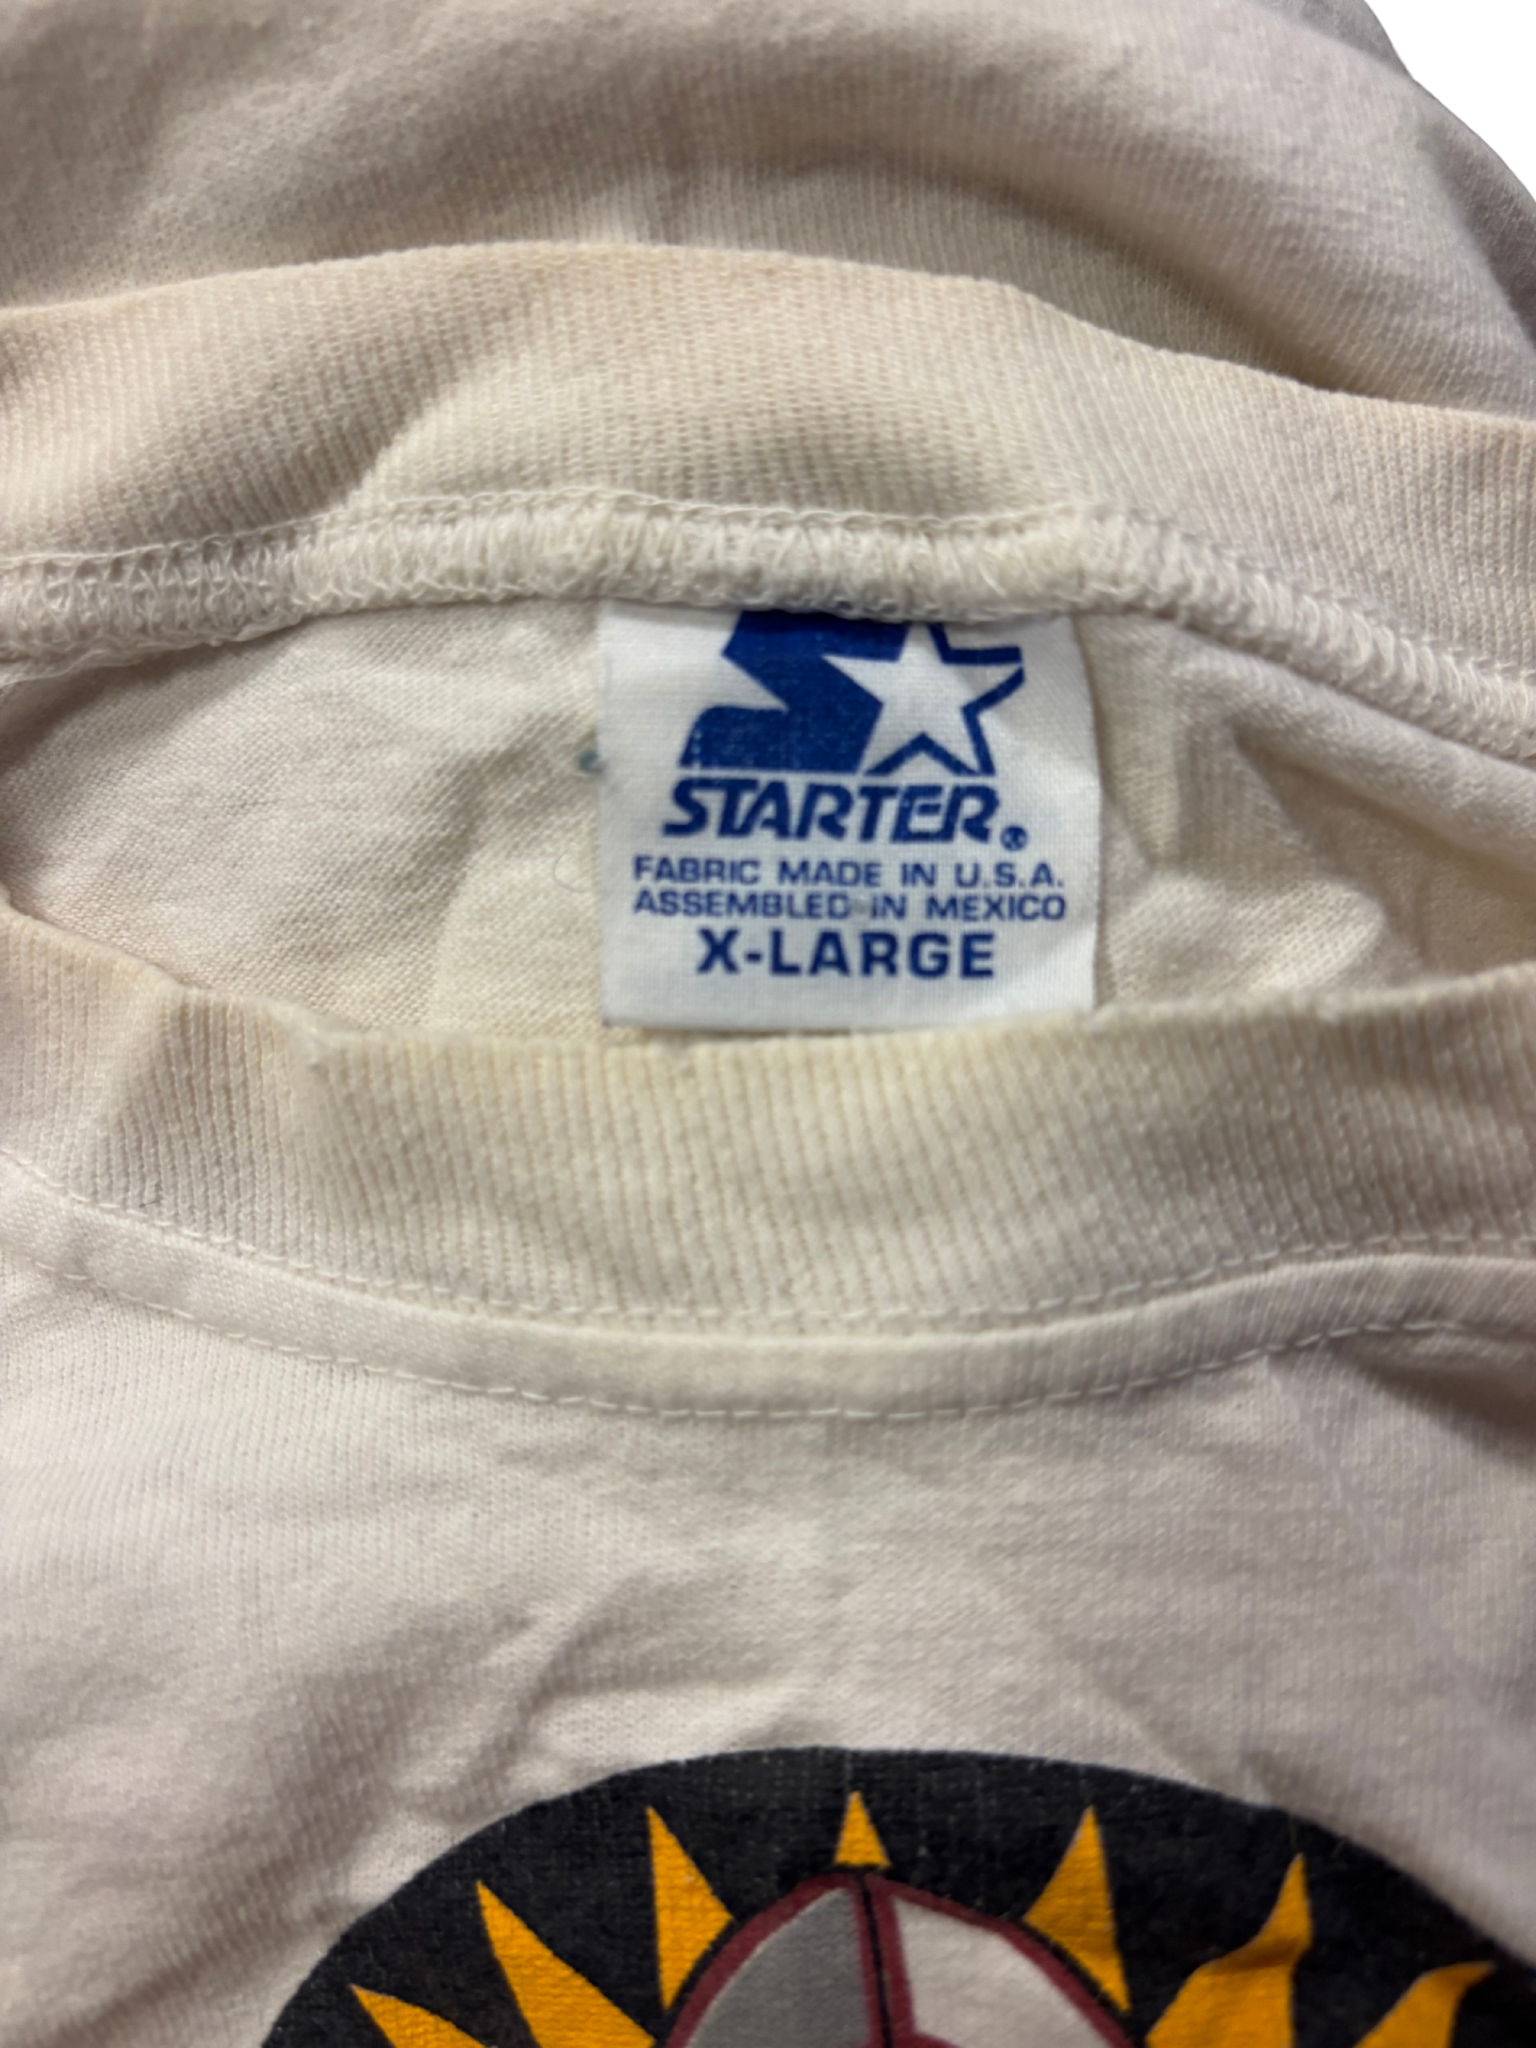 STARTER®
FABRIC MADE IN U.S.A.
ASSEMBLED IN MEXICO
X-LARGE